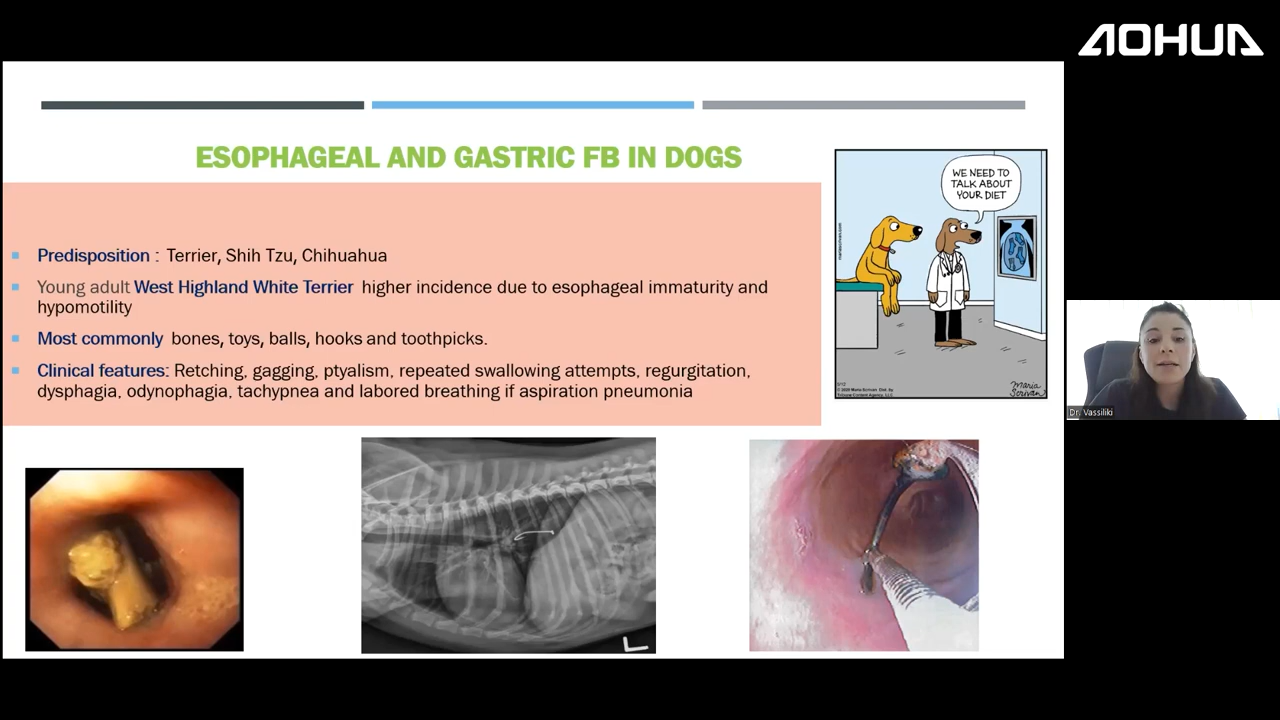 AOHUA
ESOPHAGEAL AND GASTRIC FB IN DOGS
Predisposition : Terrier, Shih Tzu, Chihuahua
Young adult West Highland White Terrier higher incidence due to esophageal immaturity and
hypomotility
Most commonly bones, toys, balls, hooks and toothpicks.
Clinical features: Retching, gagging, ptyalism, repeated swallowing attempts, regurgitation,
dysphagia, odynophagia, tachypnea and labored breathing if aspiration pneumonia
WE NEED TO
TALK ABOUT
YOUR DIET
Maria
Scrivan
L
Dr. Vassiliki